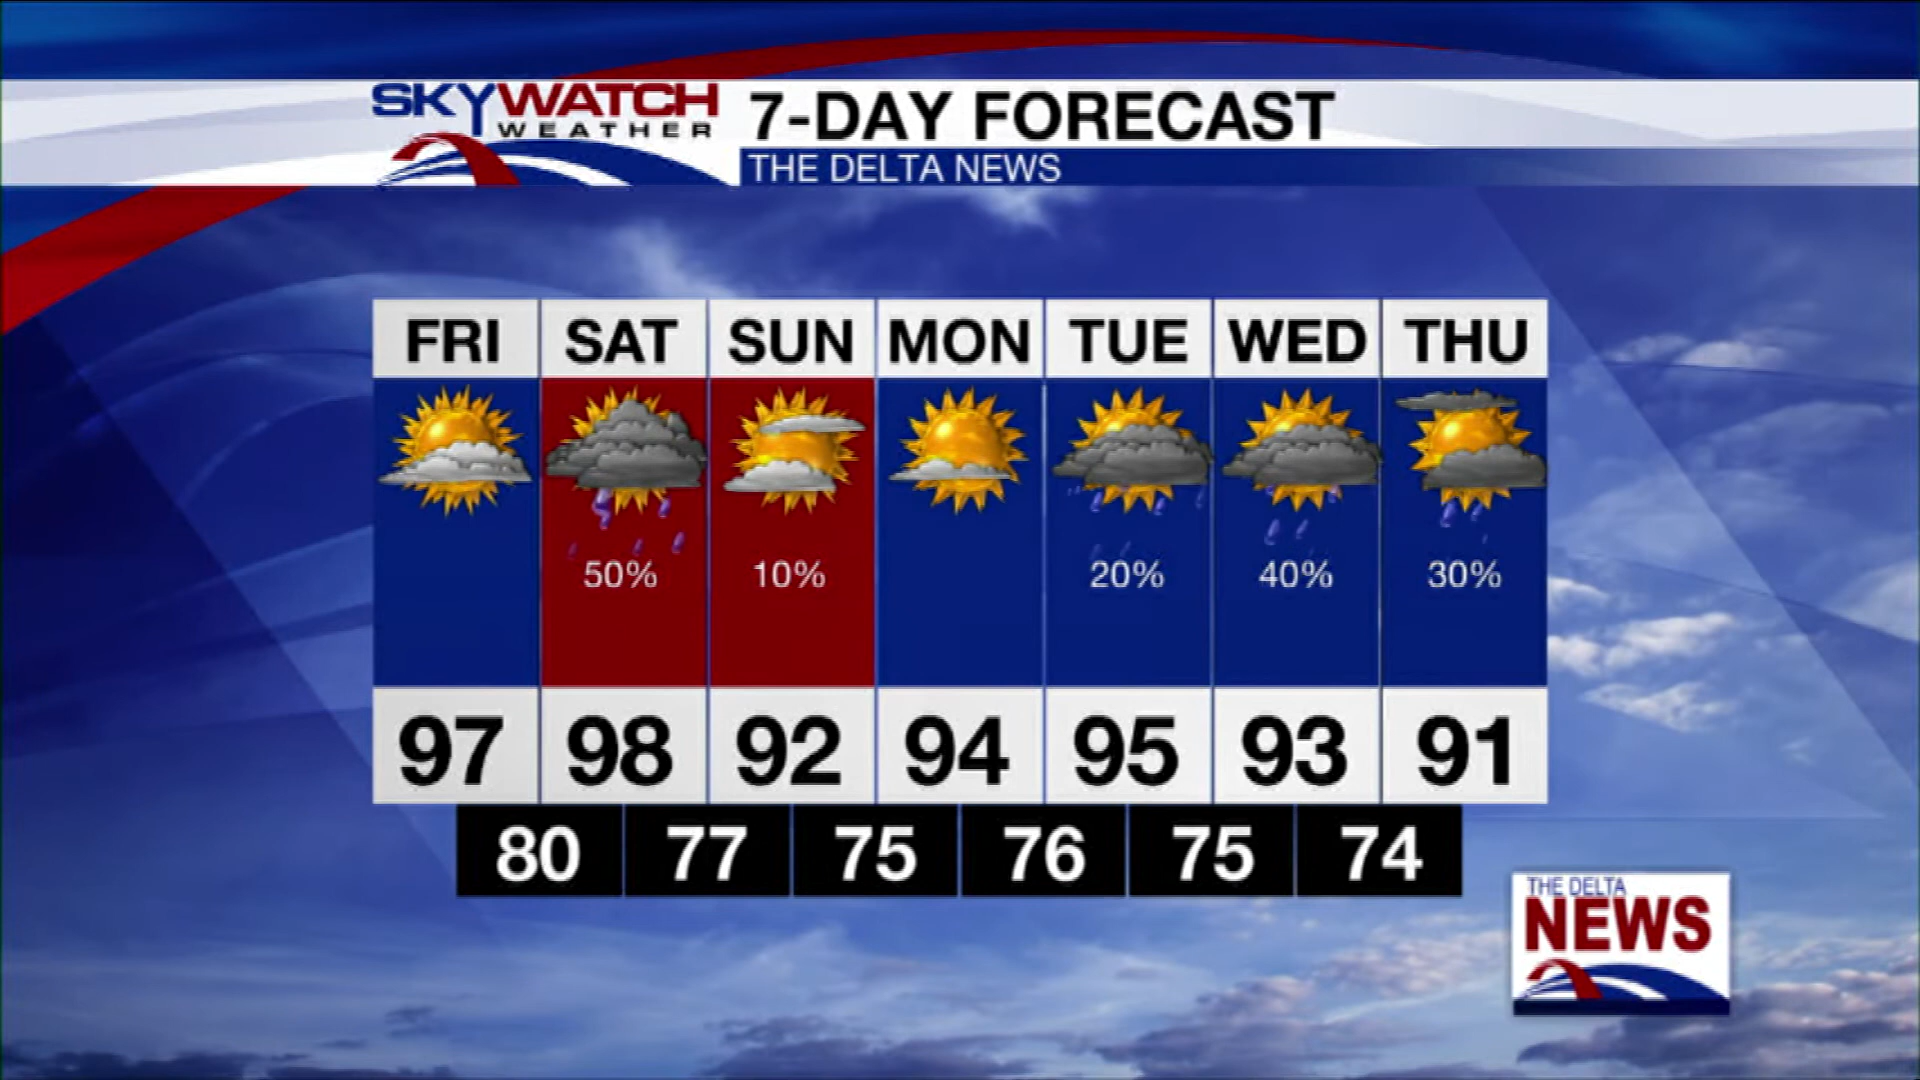 SKYWATCH
WEATHER
7-DAY FORECAST
THE DELTA NEWS
FRI SAT SUN MON TUE WED THU
50% 10% 20% 40% 30%
97 98 92 94 95 93 91
80 77 75 76 75 74
THE DELTA
NEWS